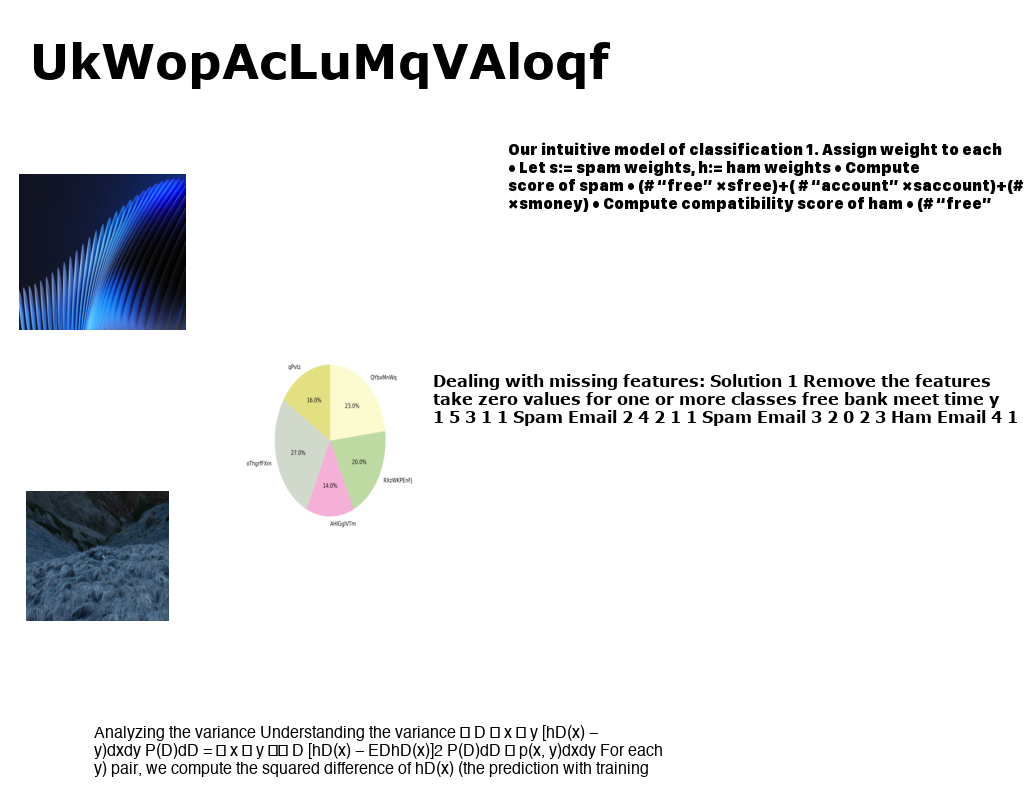 UkWopAcLuMqVAloqf
Our intuitive model of classification 1. Assign weight to each
• Let s:= spam weights, h:= ham weights • Compute
score of spam • (# “free” ×sfree)+( # “account” ×saccount)+(#
×smoney) • Compute compatibility score of ham • (# “free”
qPvtz
QYbxMnWq
16.0%
23.0%
27.0%
20.0%
14.0%
RXzWKPEnFJ
Dealing with missing features: Solution 1 Remove the features
take zero values for one or more classes free bank meet time y
1 5 3 1 1 Spam Email 2 4 2 1 1 Spam Email 3 2 0 2 3 Ham Email 4 1
Analyzing the variance Understanding the variance � D � x � y [hD(x) –
y)dxdy P(D)dD = � x � y �� D [hD(x) – EDhD(x)]2 P(D)dD � p(x, y)dxdy For each
y) pair, we compute the squared difference of hD(x) (the prediction with training